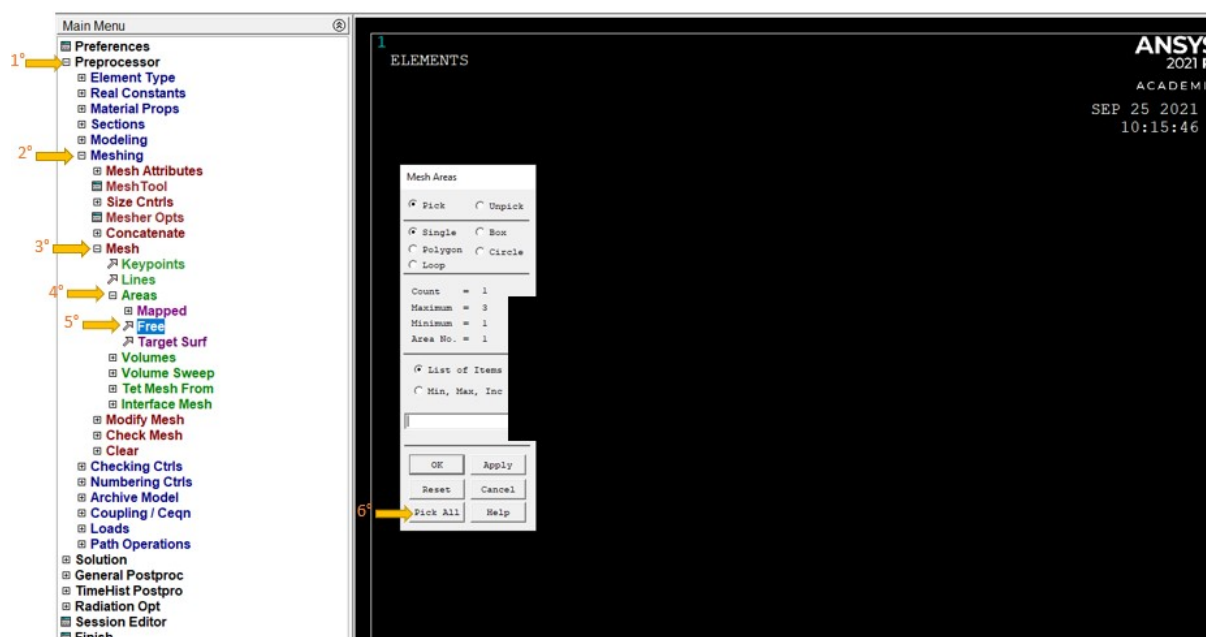 Main Menu
Preferences
1° Preprocessor
Element Type
Real Constants
Material Props
Sections
Modeling
2° Meshing
Mesh Attributes
MeshTool
Size Cntrls
Mesher Opts
Concatenate
3° Mesh
Keypoints
Lines
4° Areas
Mapped
5° Free
Target Surf
Volumes
Volume Sweep
Tet Mesh From
Interface Mesh
Modify Mesh
Check Mesh
Clear
Checking Ctrls
Numbering Ctrls
Archive Model
Coupling / Ceqn
Loads
Path Operations
Solution
General Postproc
TimeHist Postpro
Radiation Opt
Session Editor
Finish
1
ELEMENTS
ANSYS
2021 R
ACADEMI
SEP 25 2021
10:15:46
Mesh Areas
Pick Unpick
Single Box
Polygon Circle
Loop
Count = 1
Maximum = 3
Minimum = 1
Area No. = 1
List of Items
Min, Max, Inc
OK Apply
Reset Cancel
6° Pick All Help